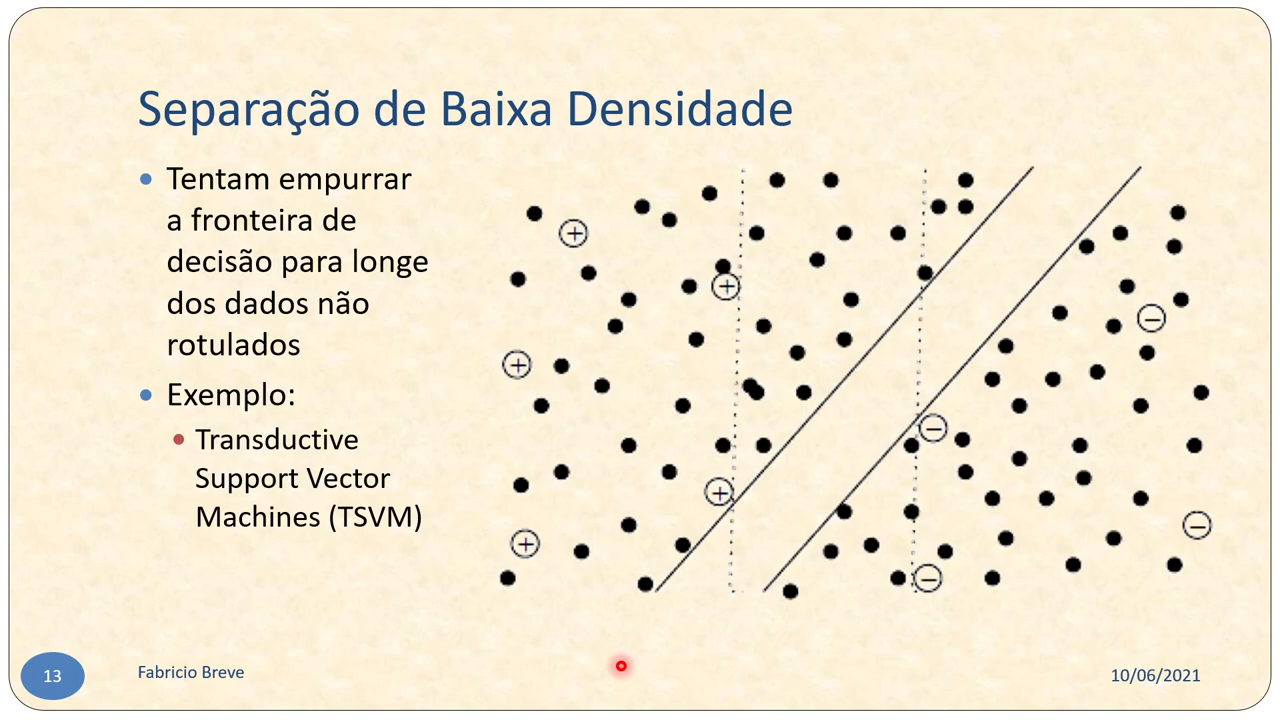 Separação de Baixa Densidade
• Tentam empurrar
a fronteira de
decisão para longe
dos dados não
rotulados
• Exemplo:
• Transductive
Support Vector
Machines (TSVM)
+
+
+
+
+
−
−
−
−
13
Fabricio Breve
10/06/2021